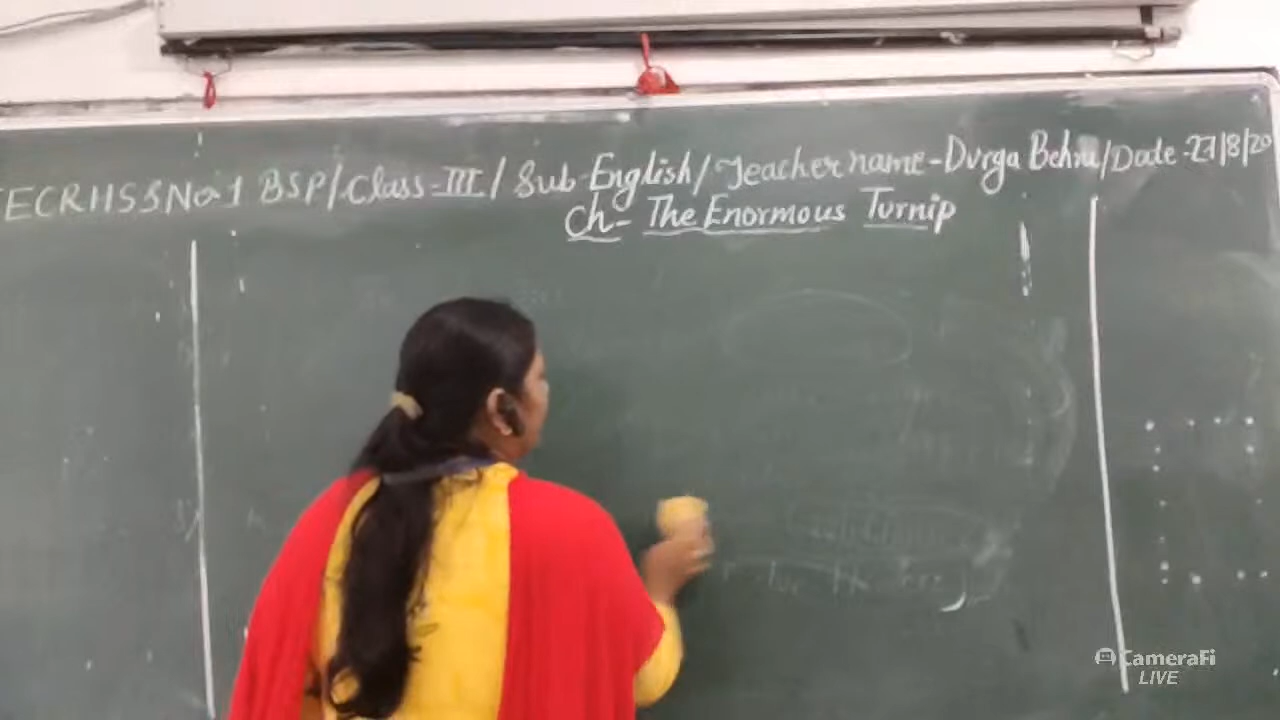 ECRHSS No 1 BSP/Class-III/ Sub-English/Teacher name-Durga Behra/Date-27/8/20
Ch- The Enormous Turnip
CameraFi
LIVE